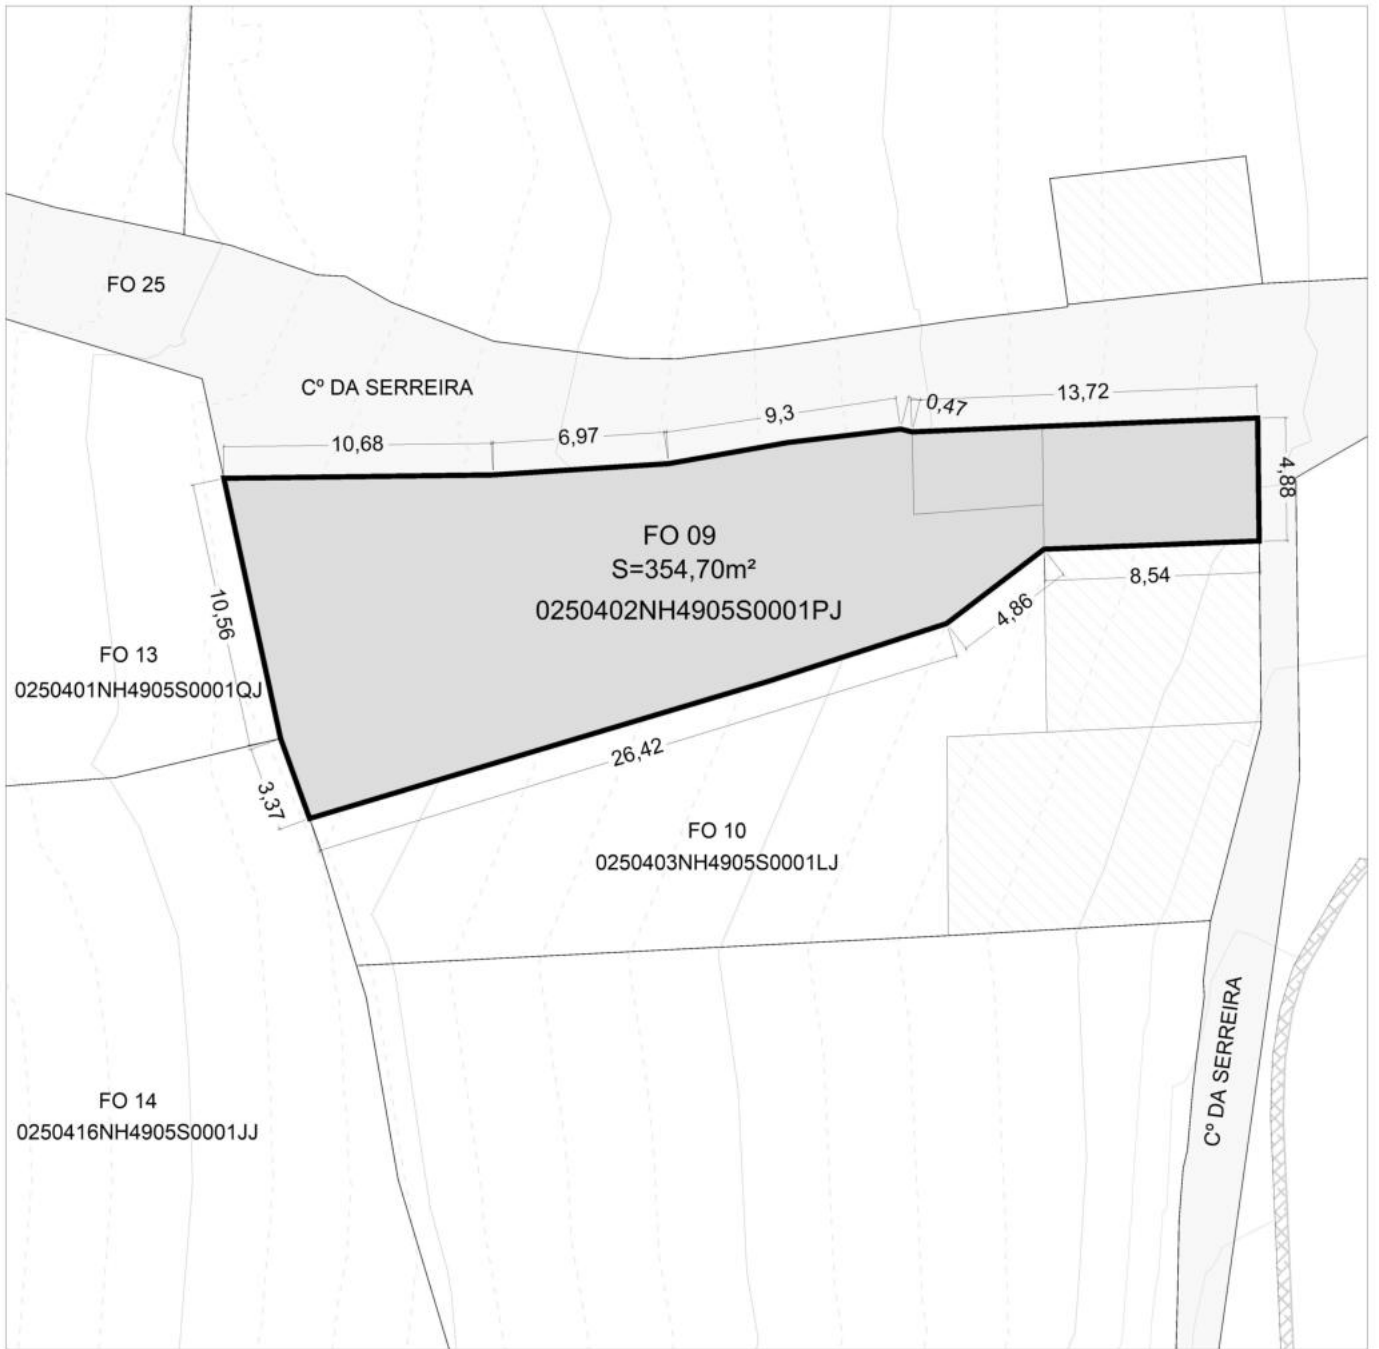 FO 25
Cº DA SERREIRA
13,72
0,47
9,3
6,97
10,68
4,88
FO 09
S=354,70m²
0250402NH4905S0001PJ
8,54
4,86
10,56
FO 13
0250401NH4905S0001QJ
26,42
3,37
FO 10
0250403NH4905S0001LJ
Cº DA SERREIRA
FO 14
0250416NH4905S0001JJ